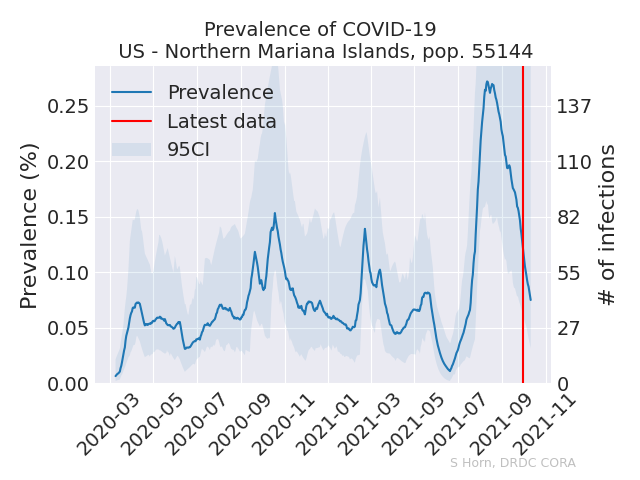 Prevalence of COVID-19
US - Northern Mariana Islands, pop. 55144
Prevalence
Latest data
95CI
Prevalence (%)
0.25
0.20
0.15
0.10
0.05
0.00
# of infections
137
110
82
55
27
0
2020-03
2020-05
2020-07
2020-09
2020-11
2021-01
2021-03
2021-05
2021-07
2021-09
2021-11
S Horn, DRDC CORA